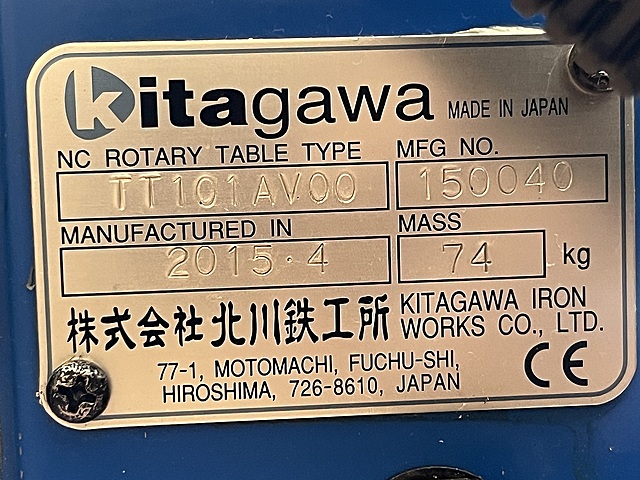 kitagawa MADE IN JAPAN
NC ROTARY TABLE TYPE MFG NO.
TT101AV00 150040
MANUFACTURED IN MASS
2015・4 74 kg
株式会社 北川鉄工所 KITAGAWA IRON
WORKS CO., LTD.
77-1, MOTOMACHI, FUCHU-SHI,
HIROSHIMA, 726-8610, JAPAN
CE